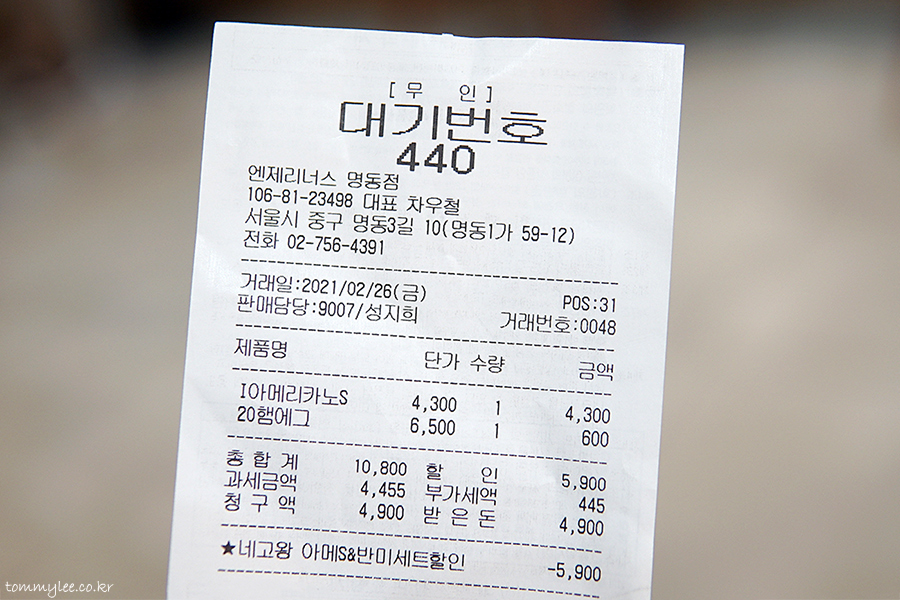 [ 무 인 ]
대기번호
440
엔제리너스 명동점
106-81-23498 대표 차우철
서울시 중구 명동3길 10(명동1가 59-12)
전화 02-756-4391
거래일:2021/02/26(금) POS:31
판매담당:9007/성지희 거래번호:0048
제품명 단가 수량 금액
I아메리카노S 4,300 1 4,300
20햄에그 6,500 1 600
총 합 계 10,800 할 인 5,900
과세금액 4,455 부가세액 445
청 구 액 4,900 받 은 돈 4,900
★네고왕 아메S&반미세트할인 -5,900
tommylee.co.kr